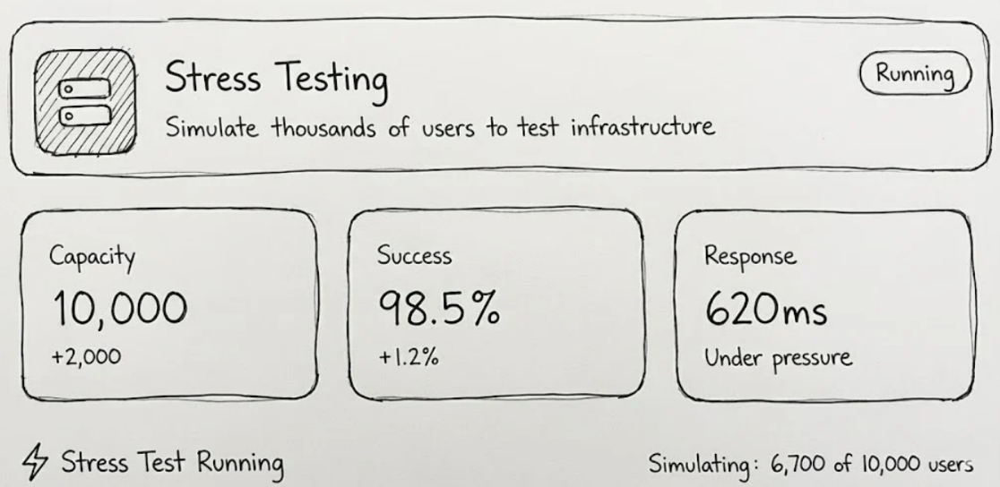 Stress Testing
Running
Simulate thousands of users to test infrastructure
Capacity
10,000
+2,000
Success
98.5%
+1.2%
Response
620ms
Under pressure
Stress Test Running
Simulating: 6,700 of 10,000 users